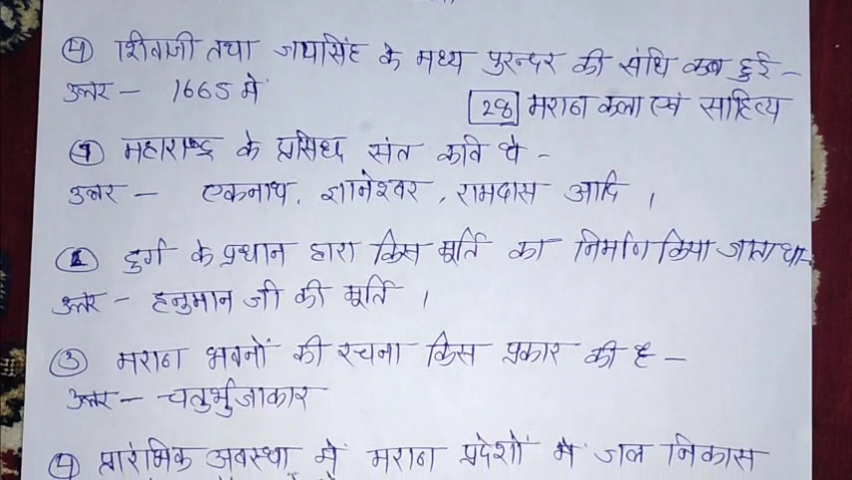 ④ शिवाजी तथा जयसिंह के मध्य पुरन्दर की संधि कब हुई -
उत्तर - 1665 में
[28] मराठा कला एवं साहित्य
① महाराष्ट्र के प्रसिध्द संत कवि थे -
उत्तर - एकनाथ, ज्ञानेश्वर, रामदास आदि ।
② दुर्ग के प्रधान द्वारा किस मूर्ति का निर्माण किया जाता था -
उत्तर - हनुमान जी की मूर्ति ।
③ मराठा भवनों की रचना किस प्रकार की है -
उत्तर - चतुर्भुजाकार
④ प्रारंभिक अवस्था में मराठा प्रदेशों में जल निकास